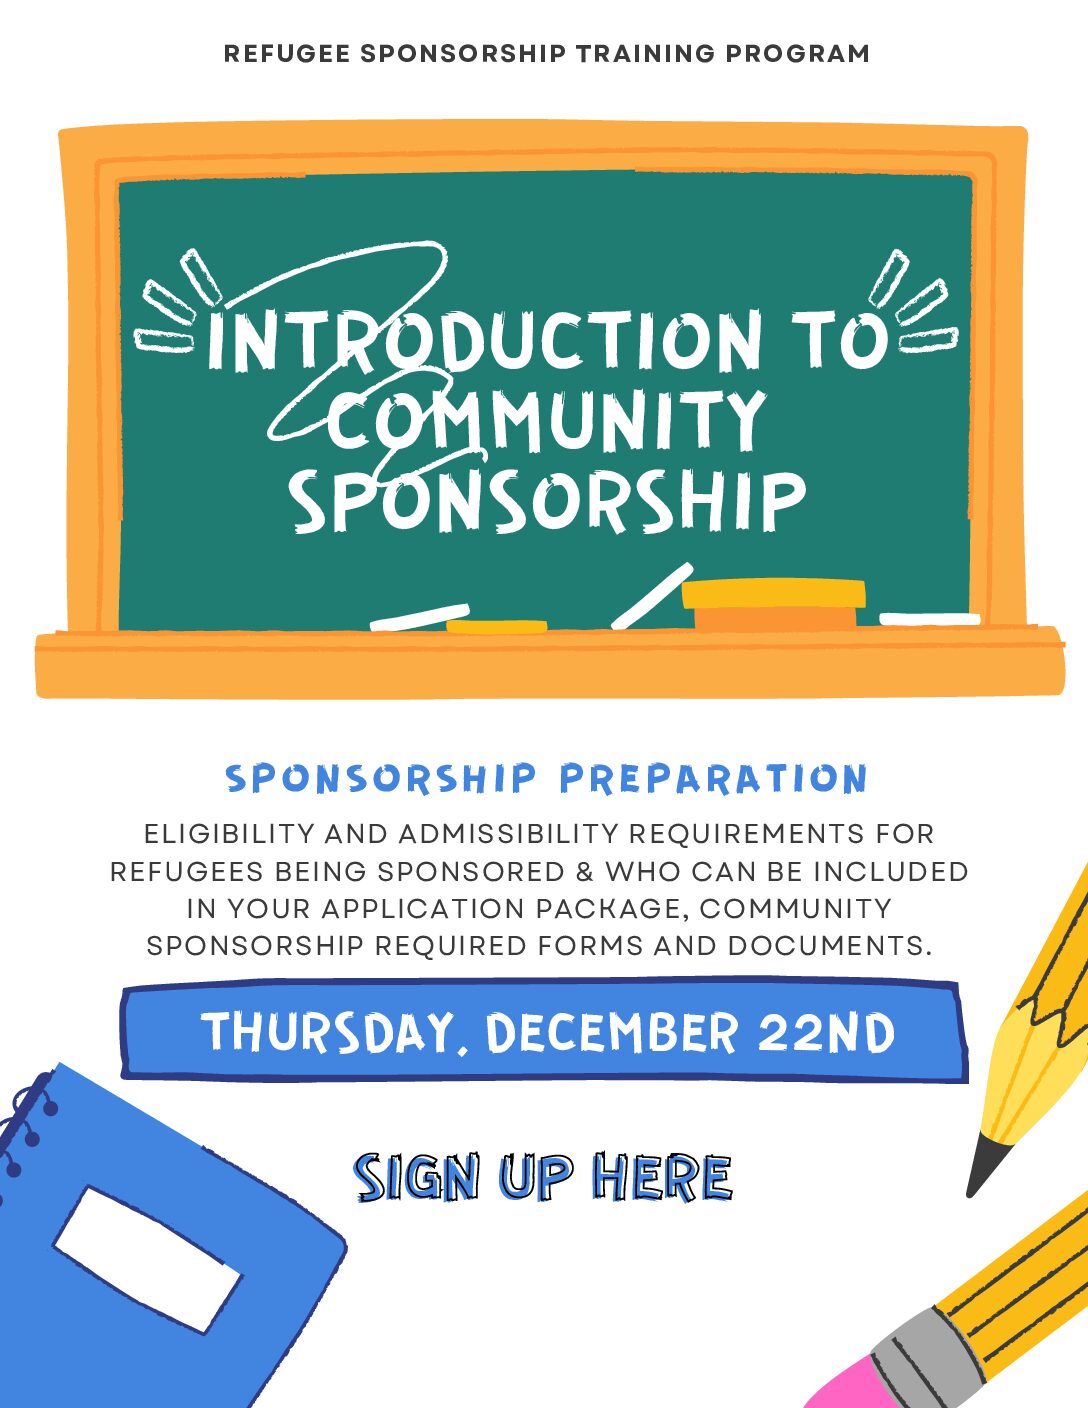 REFUGEE SPONSORSHIP TRAINING PROGRAM
INTRODUCTION TO
COMMUNITY
SPONSORSHIP
SPONSORSHIP PREPARATION
ELIGIBILITY AND ADMISSIBILITY REQUIREMENTS FOR
REFUGEES BEING SPONSORED & WHO CAN BE INCLUDED
IN YOUR APPLICATION PACKAGE, COMMUNITY
SPONSORSHIP REQUIRED FORMS AND DOCUMENTS.
THURSDAY, DECEMBER 22ND
SIGN UP HERE